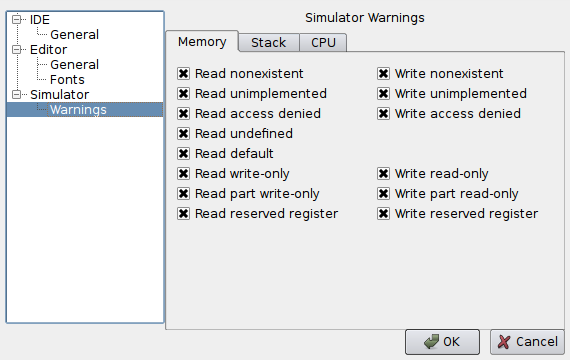 IDE
General
Editor
General
Fonts
Simulator
Warnings
Simulator Warnings
Memory Stack CPU
Read nonexistent Write nonexistent
Read unimplemented Write unimplemented
Read access denied Write access denied
Read undefined
Read default
Read write-only Write read-only
Read part write-only Write part read-only
Read reserved register Write reserved register
OK Cancel